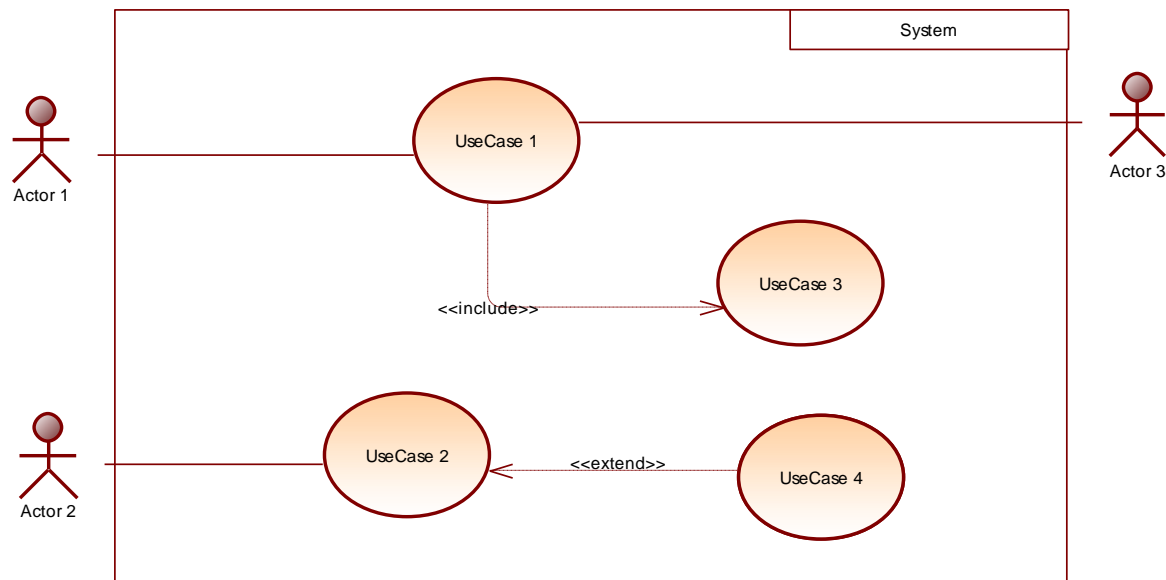 System
UseCase 1
Actor 1
Actor 3
UseCase 3
<<include>>
UseCase 2
<<extend>>
UseCase 4
Actor 2